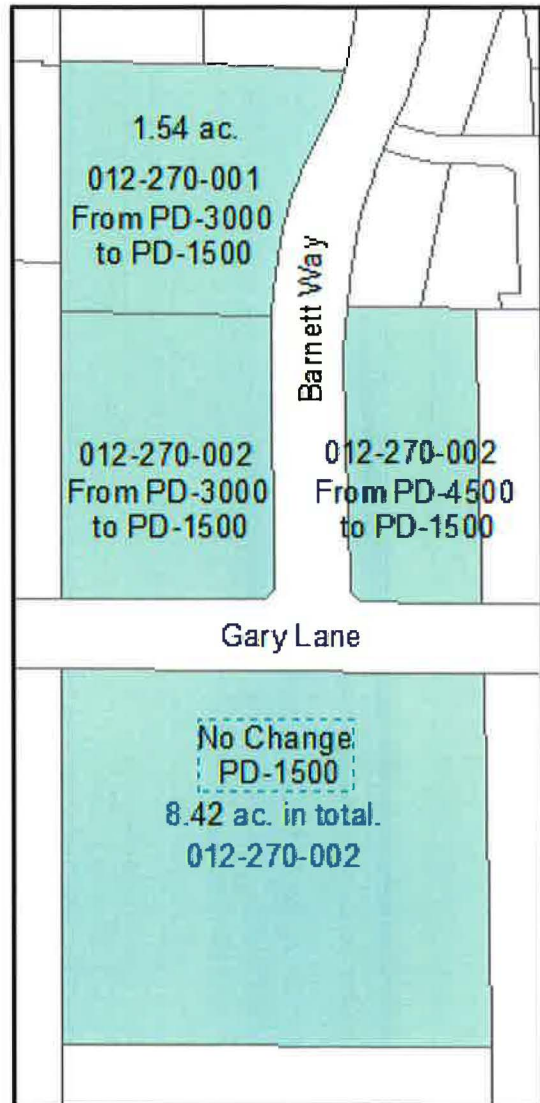 1.54 ac.
012-270-001
From PD-3000
to PD-1500
Barnett Way
012-270-002
From PD-3000
to PD-1500
012-270-002
From PD-4500
to PD-1500
Gary Lane
No Change
PD-1500
8.42 ac. in total.
012-270-002